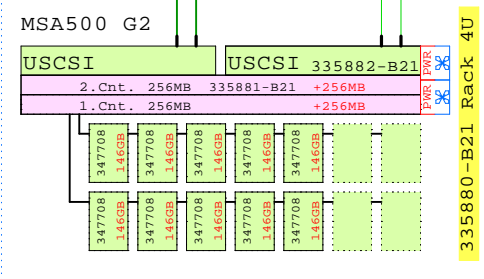 MSA500 G2
USCSI
USCSI 335882-B21
PWR
2.Cnt. 256MB 335881-B21 +256MB
1.Cnt. 256MB +256MB
PWR
347708 146GB
347708 146GB
347708 146GB
347708 146GB
347708 146GB
347708 146GB
347708 146GB
347708 146GB
347708 146GB
347708 146GB
335880-B21 Rack 4U